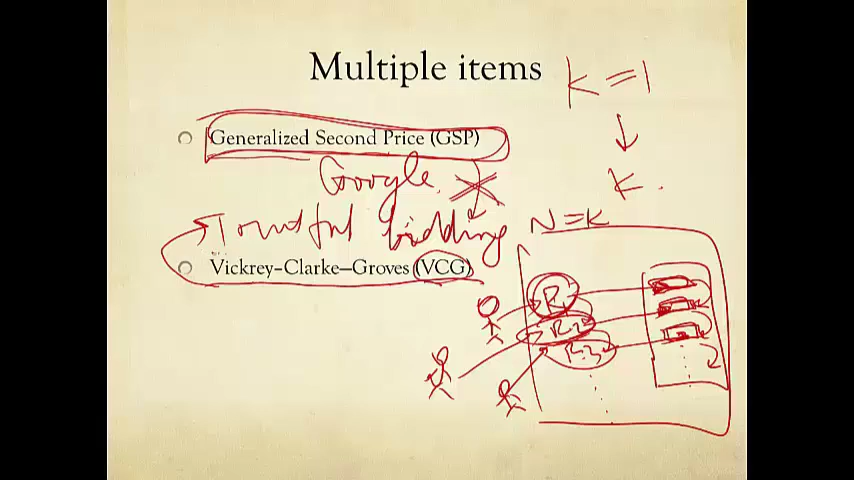 Multiple items
K = 1
↓
K.
Generalized Second Price (GSP)
Google
Truthful bidding
N = K
Vickrey–Clarke–Groves (VCG)
R1
R2
R3